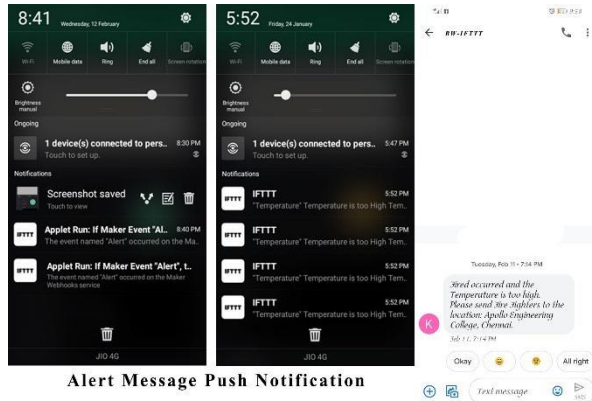 8:41 Wednesday, 12 February
Wi-Fi Mobile data Ring End all Screen rotation
Brightness
manual
Ongoing
1 device(s) connected to pers.. 8:30 PM
Touch to set up.
Notifications
Screenshot saved
Touch to view
IFTTT
Applet Run: If Maker Event "Al.. 8:40 PM
The event named "Alert" occurred on the Ma..
IFTTT
Applet Run: If Maker Event "Alert", t..
The event named "Alert" occurred on the Maker
Webhooks service
JIO 4G
5:52 Friday, 24 January
Wi-Fi Mobile data Ring End all Screen rotation
Brightness
manual
Ongoing
1 device(s) connected to pers.. 5:47 PM
Touch to set up.
Notifications
IFTTT
IFTTT 5:52 PM
"Temperature" Temperature is too High Tem..
IFTTT
IFTTT 5:52 PM
"Temperature" Temperature is too High Tem..
IFTTT
IFTTT 5:52 PM
"Temperature" Temperature is too High Tem..
IFTTT
IFTTT 5:52 PM
"Temperature" Temperature is too High Tem..
JIO 4G
Alert Message Push Notification
BW-IFTTT
Tuesday, Feb 11 • 7:14 PM
Fired occurred and the
Temperature is too high.
Please send Fire Fighters to the
location: Apollo Engineering
College, Chennai.
Feb 11, 7:14 PM
K
Okay All right
Text message
SMS